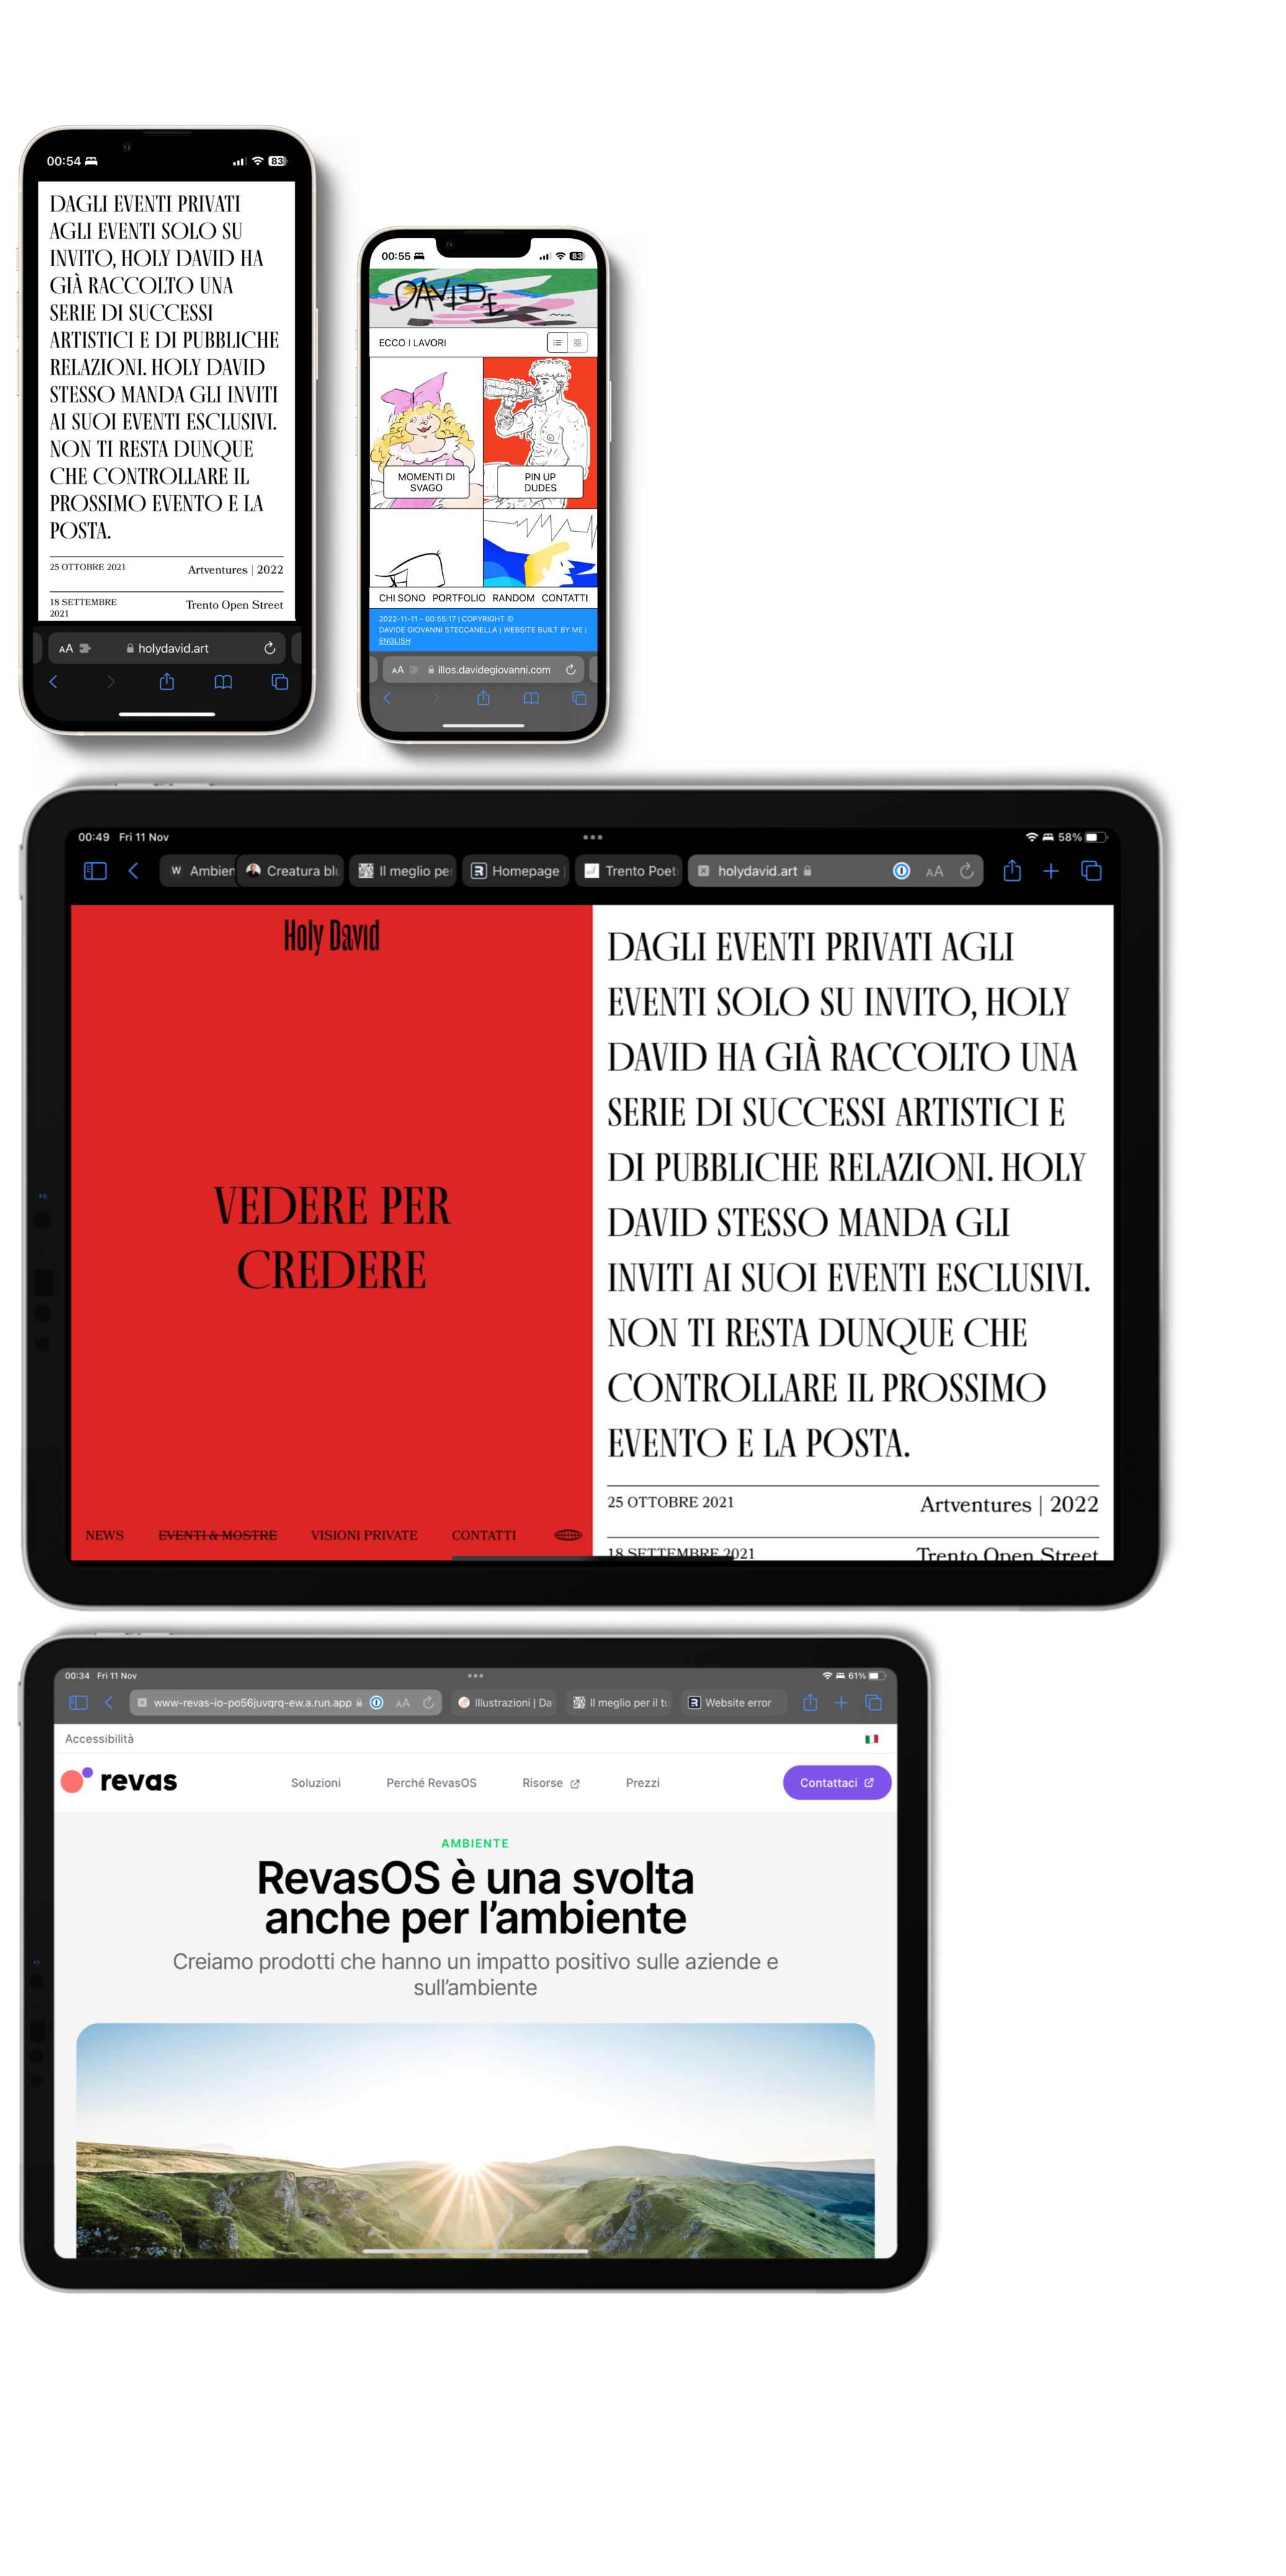 00:54
83
DAGLI EVENTI PRIVATI
AGLI EVENTI SOLO SU
INVITO, HOLY DAVID HA
GIÀ RACCOLTO UNA
SERIE DI SUCCESSI
ARTISTICI E DI PUBBLICHE
RELAZIONI. HOLY DAVID
STESSO MANDA GLI INVITI
AI SUOI EVENTI ESCLUSIVI.
NON TI RESTA DUNQUE
CHE CONTROLLARE IL
PROSSIMO EVENTO E LA
POSTA.
25 OTTOBRE 2021 Artventures | 2022
18 SETTEMBRE
2021 Trento Open Street
AA holydavid.art
00:55
83
DAVIDE
NO,
ECCO I LAVORI
MOMENTI DI
SVAGO
PIN UP
DUDES
CHI SONO PORTFOLIO RANDOM CONTATTI
2022-11-11 - 00:55:17 | COPYRIGHT ©
DAVIDE GIOVANNI STECCANELLA | WEBSITE BUILT BY ME |
ENGLISH
AA illos.davidegiovanni.com
00:49 Fri 11 Nov
58%
W Ambien Creatura blu Il meglio per Homepage | Trento Poet holydavid.art AA
Holy David
VEDERE PER
CREDERE
NEWS EVENTI & MOSTRE VISIONI PRIVATE CONTATTI
DAGLI EVENTI PRIVATI AGLI
EVENTI SOLO SU INVITO, HOLY
DAVID HA GIÀ RACCOLTO UNA
SERIE DI SUCCESSI ARTISTICI E
DI PUBBLICHE RELAZIONI. HOLY
DAVID STESSO MANDA GLI
INVITI AI SUOI EVENTI ESCLUSIVI.
NON TI RESTA DUNQUE CHE
CONTROLLARE IL PROSSIMO
EVENTO E LA POSTA.
25 OTTOBRE 2021 Artventures | 2022
18 SETTEMBRE 2021 Trento Open Street
00:34 Fri 11 Nov
61%
www-revas-io-po56juvqrq-ew.a.run.app AA Illustrazioni | Da Il meglio per il tu Website error
Accessibilità
revas
Soluzioni Perché RevasOS Risorse Prezzi Contattaci
AMBIENTE
RevasOS è una svolta
anche per l'ambiente
Creiamo prodotti che hanno un impatto positivo sulle aziende e
sull'ambiente